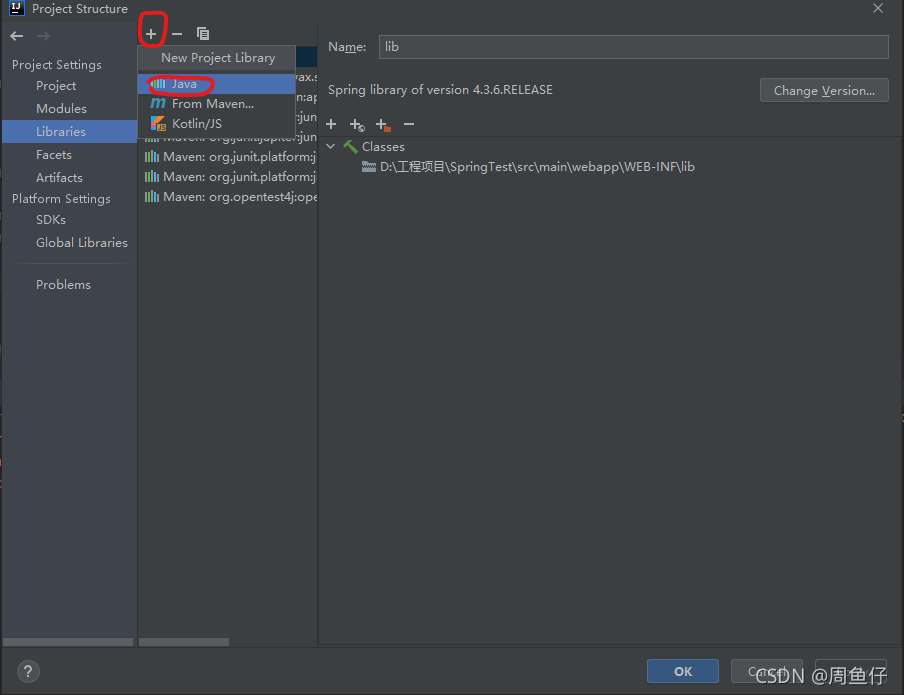 Project Structure
Project Settings
Project
Modules
Libraries
Facets
Artifacts
Platform Settings
SDKs
Global Libraries
Problems
New Project Library
Java
From Maven...
Kotlin/JS
Maven: org.junit.platform:j
Maven: org.junit.platform:j
Maven: org.opentest4j:ope
Name: lib
Spring library of version 4.3.6.RELEASE
Change Version...
Classes
D:\工程项目\SpringTest\src\main\webapp\WEB-INF\lib
?
OK
Cancel
CSDN @周鱼仔